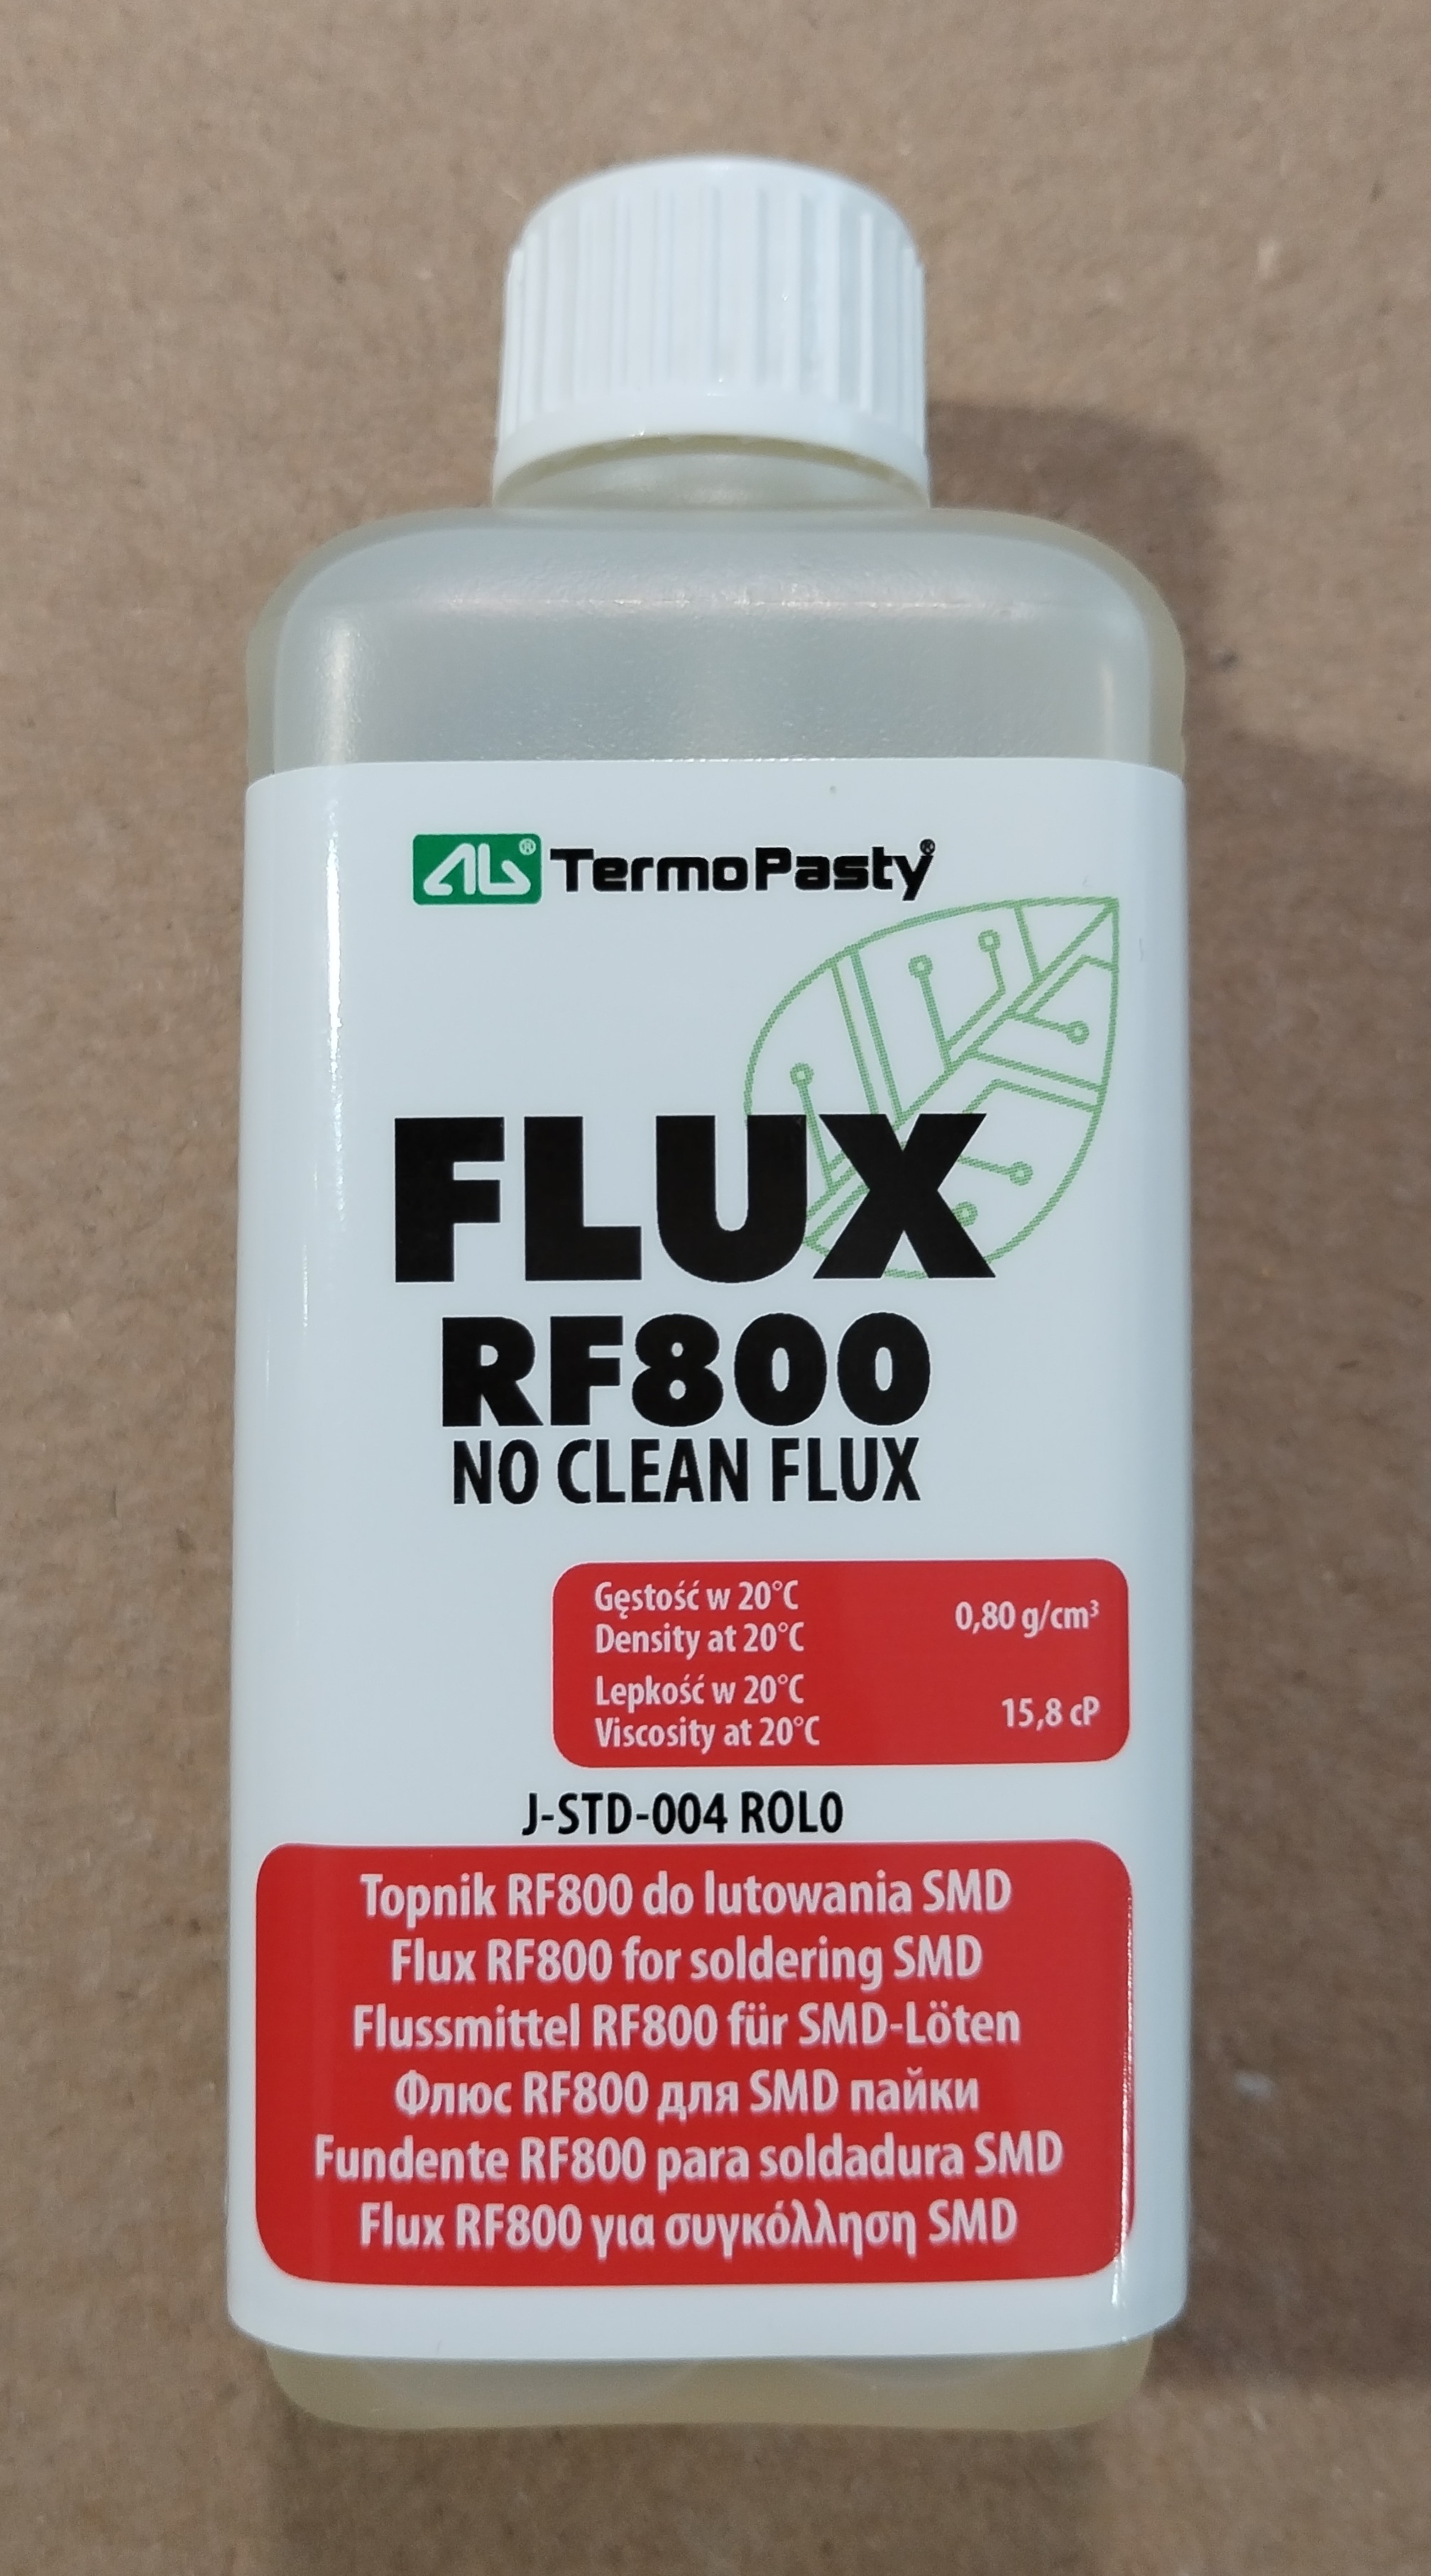 AG® TermoPasty®
FLUX
RF800
NO CLEAN FLUX
Gęstość w 20°C
Density at 20°C
0,80 g/cm³
Lepkość w 20°C
Viscosity at 20°C
15,8 cP
J-STD-004 ROL0
Topnik RF800 do lutowania SMD
Flux RF800 for soldering SMD
Flussmittel RF800 für SMD-Löten
Флюс RF800 для SMD пайки
Fundente RF800 para soldadura SMD
Flux RF800 για συγκόλληση SMD